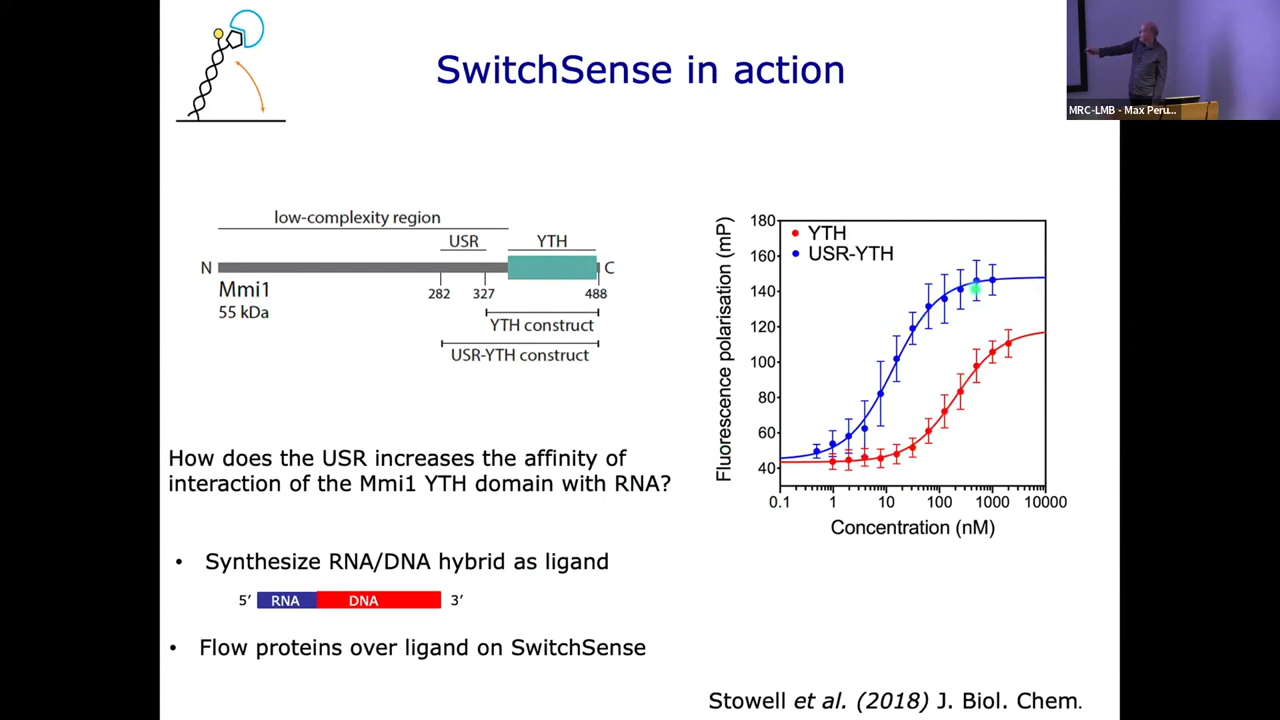 SwitchSense in action
MRC-LMB - Max Peru...
low-complexity region
USR
YTH
N
C
Mmi1
55 kDa
282
327
488
YTH construct
USR-YTH construct
How does the USR increases the affinity of
interaction of the Mmi1 YTH domain with RNA?
• Synthesize RNA/DNA hybrid as ligand
5′ RNA DNA 3′
• Flow proteins over ligand on SwitchSense
Fluorescence polarisation (mP)
180
160
140
120
100
80
60
40
YTH
USR-YTH
0.1 1 10 100 1000 10000
Concentration (nM)
Stowell et al. (2018) J. Biol. Chem.